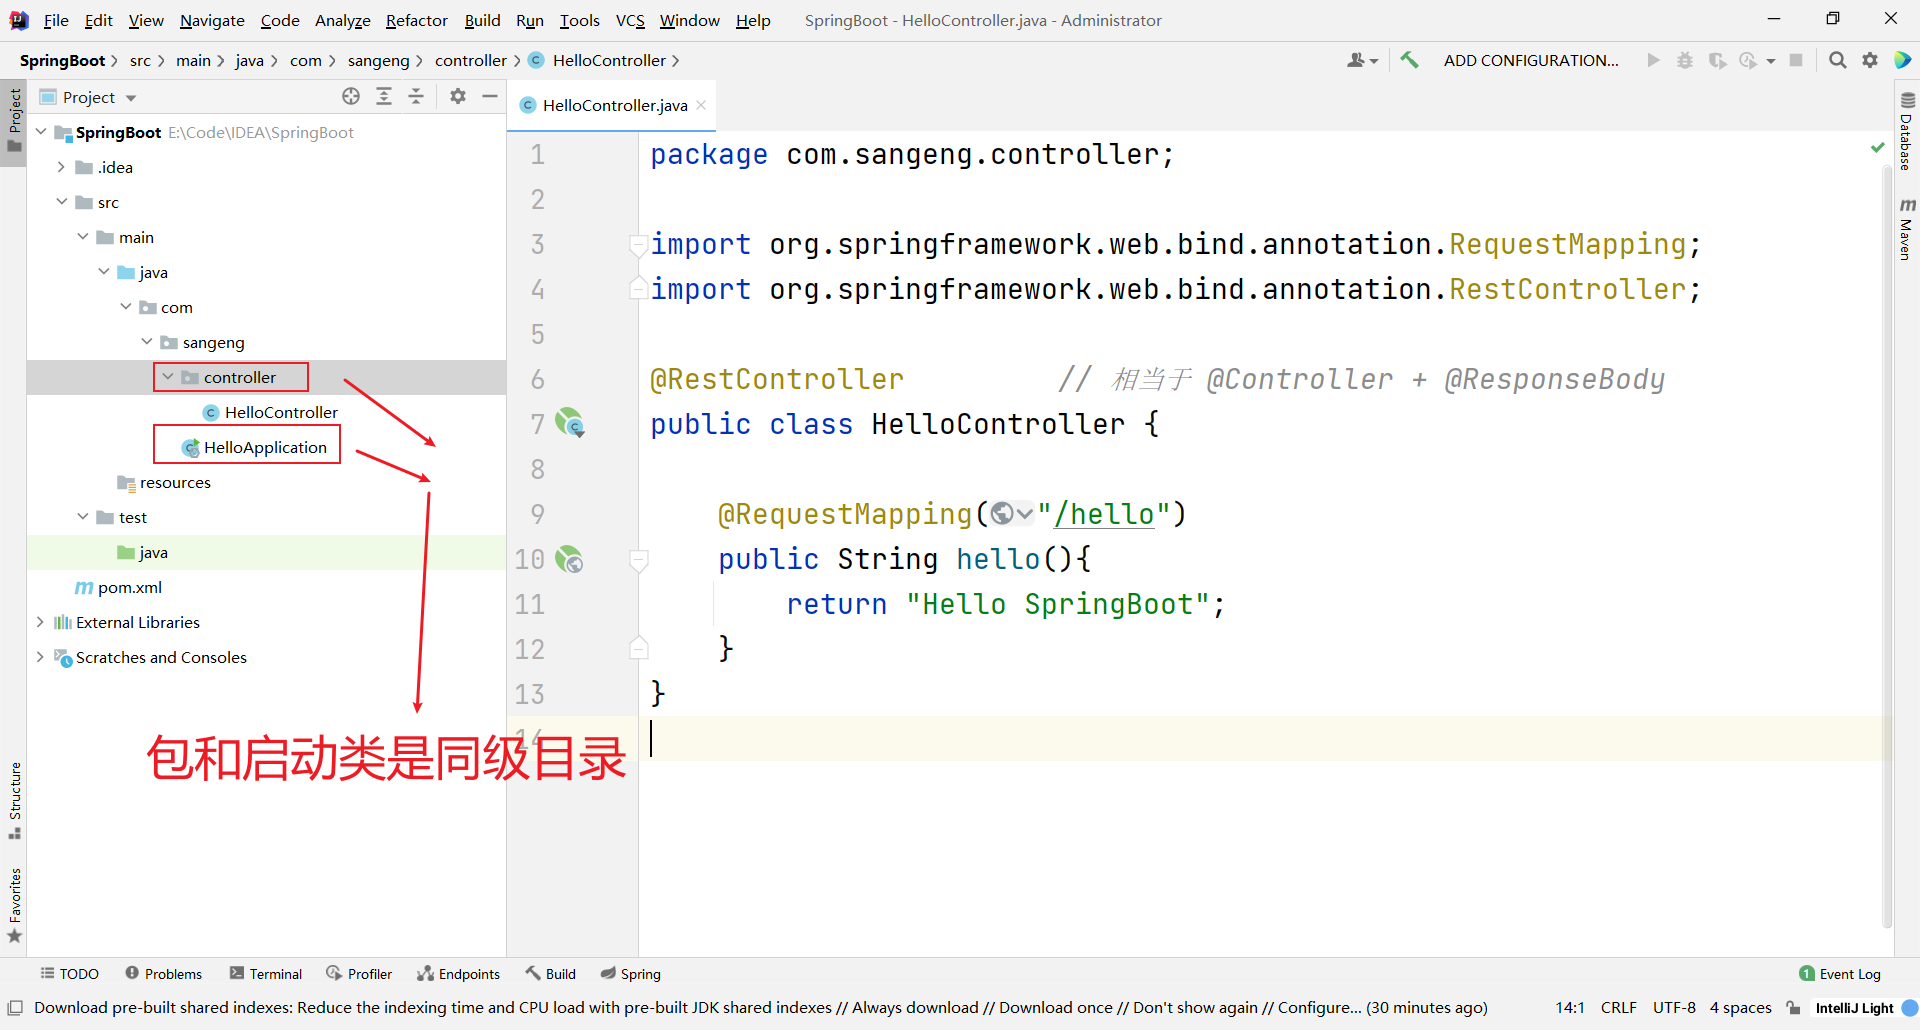 File Edit View Navigate Code Analyze Refactor Build Run Tools VCS Window Help SpringBoot - HelloController.java - Administrator
SpringBoot src main java com sangeng controller HelloController ADD CONFIGURATION...
Project
Project
SpringBoot E:\Code\IDEA\SpringBoot
.idea
src
main
java
com
sangeng
controller
HelloController
HelloApplication
resources
test
java
pom.xml
External Libraries
Scratches and Consoles
包和启动类是同级目录
HelloController.java
1 package com.sangeng.controller;
2
3 import org.springframework.web.bind.annotation.RequestMapping;
4 import org.springframework.web.bind.annotation.RestController;
5
6 @RestController // 相当于 @Controller + @ResponseBody
7 public class HelloController {
8
9 @RequestMapping("/hello")
10 public String hello(){
11 return "Hello SpringBoot";
12 }
13 }
14
Database
Maven
Structure
Favorites
TODO Problems Terminal Profiler Endpoints Build Spring 1 Event Log
Download pre-built shared indexes: Reduce the indexing time and CPU load with pre-built JDK shared indexes // Always download // Download once // Don't show again // Configure... (30 minutes ago) 14:1 CRLF UTF-8 4 spaces IntelliJ Light